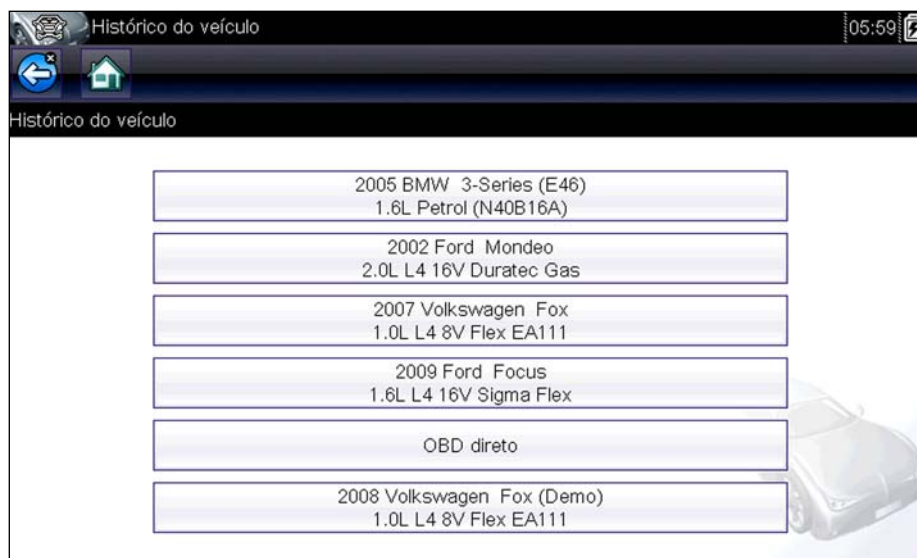 Histórico do veículo
05:59
Histórico do veículo
2005 BMW 3-Series (E46)
1.6L Petrol (N40B16A)
2002 Ford Mondeo
2.0L L4 16V Duratec Gas
2007 Volkswagen Fox
1.0L L4 8V Flex EA111
2009 Ford Focus
1.6L L4 16V Sigma Flex
OBD direto
2008 Volkswagen Fox (Demo)
1.0L L4 8V Flex EA111